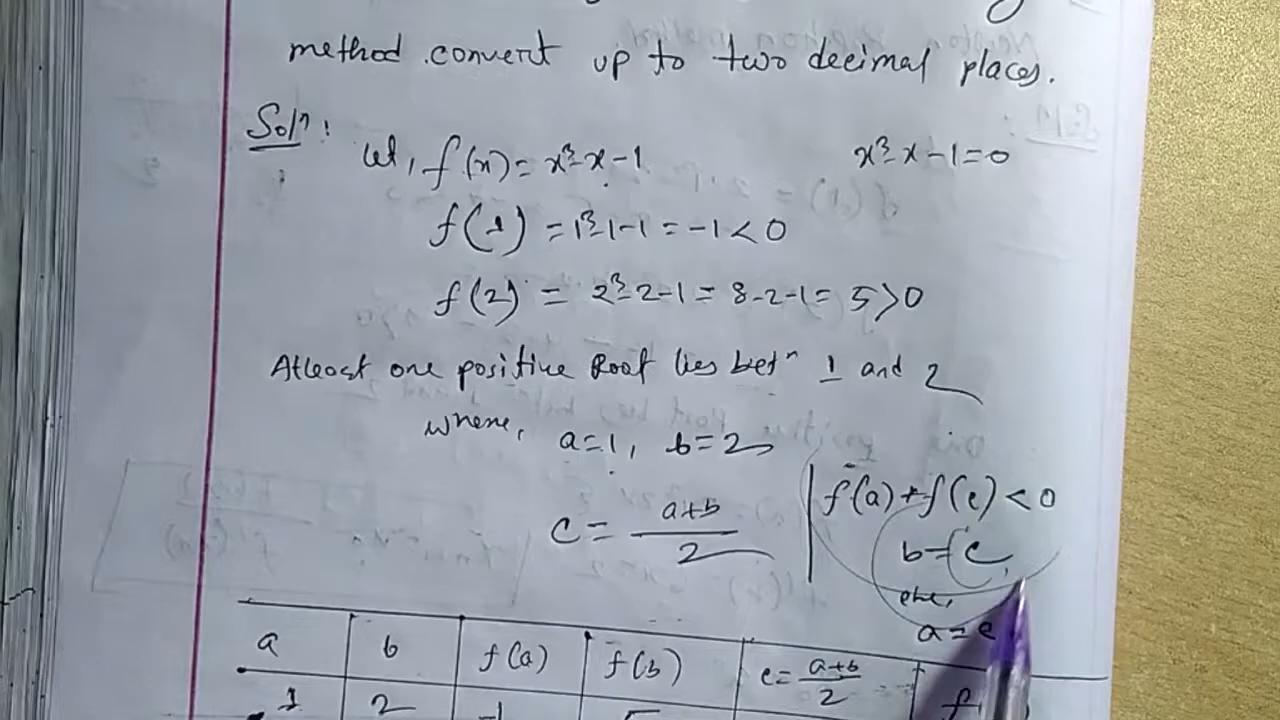 method convert up to two decimal places.
Solⁿ:
Let, f(x) = x³-x-1
x³-x-1=0
f(1) = 1³-1-1 = -1<0
f(2) = 2³-2-1 = 8-2-1 = 5>0
Atleast one positive Root lies betⁿ 1 and 2
where, a=1, b=2
c = a+b/2
f(a)*f(c)<0
b=c,
else,
a=c
a b f(a) f(b) c = a+b/2
1 2 -1 5